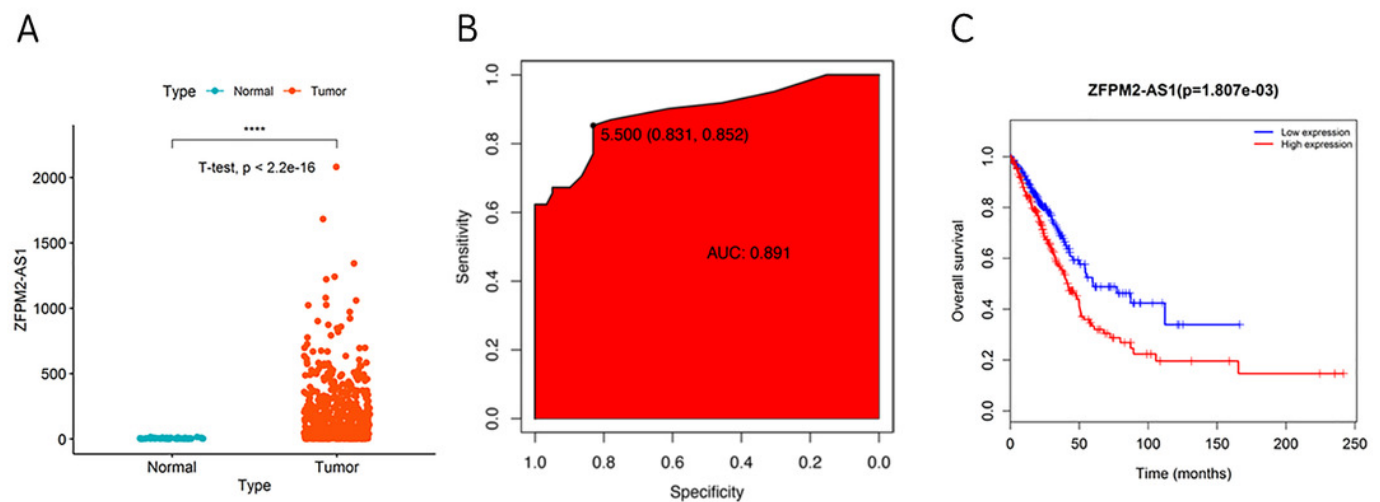 A
Type Normal Tumor
****
T-test, p < 2.2e-16
ZFPM2-AS1
2000
1500
1000
500
0
Normal Tumor
Type
B
1.0
0.8
0.6
0.4
0.2
0.0
Sensitivity
5.500 (0.831, 0.852)
AUC: 0.891
1.0 0.8 0.6 0.4 0.2 0.0
Specificity
C
ZFPM2-AS1(p=1.807e-03)
Low expression
High expression
1.0
0.8
0.6
0.4
0.2
0.0
Overall survival
0 50 100 150 200 250
Time (months)